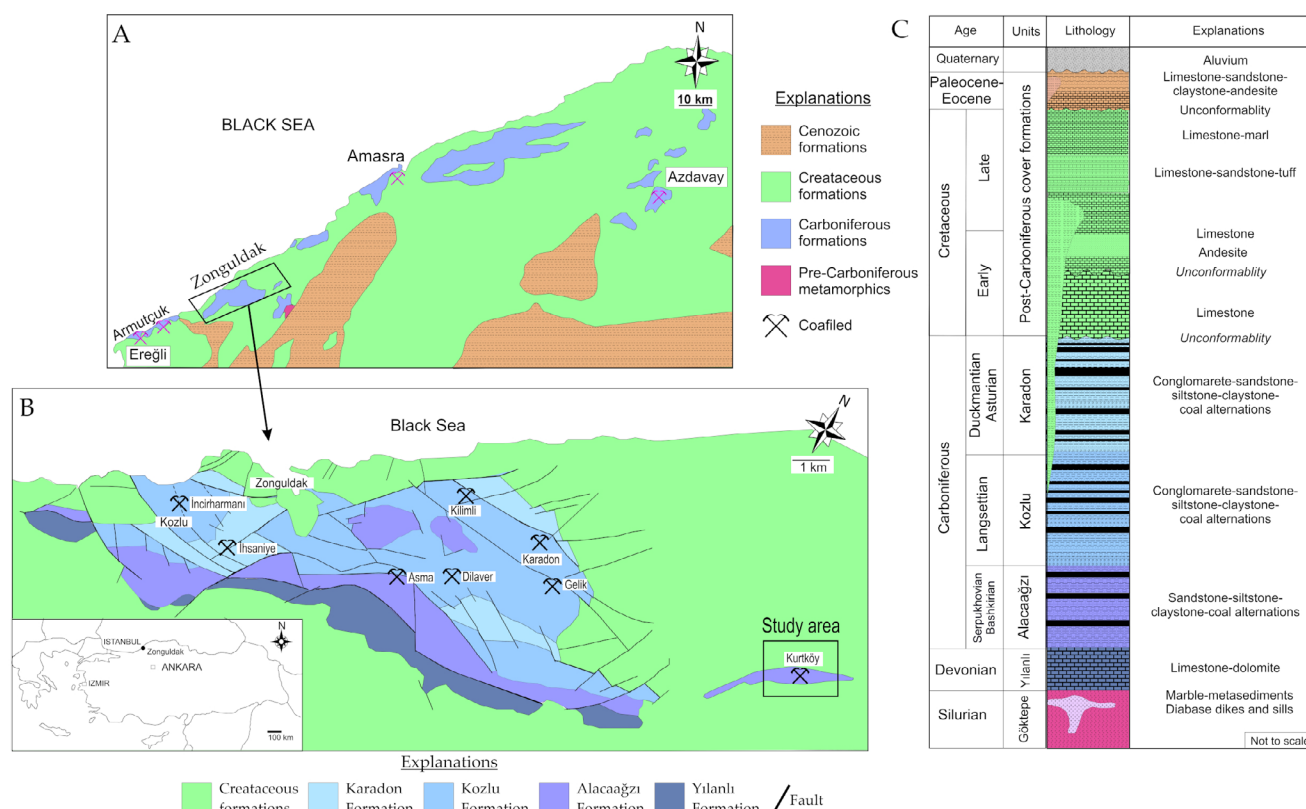 A
N
10 km
BLACK SEA
Amasra
Azdavay
Zonguldak
Armutçuk
Ereğli
Explanations
Cenozoic
formations
Creataceous
formations
Carboniferous
formations
Pre-Carboniferous
metamorphics
Coafiled
B
Black Sea
N
1 km
Zonguldak
İncirharmanı
Kozlu
İhsaniye
Kilimli
Karadon
Asma
Dilaver
Gelik
Study area
Kurtköy
N
ISTANBUL
Zonguldak
ANKARA
IZMIR
100 km
Explanations
Creataceous
formations
Karadon
Formation
Kozlu
Formation
Alacaağzı
Formation
Yılanlı
Formation
Fault
C
Age
Units
Lithology
Explanations
Quaternary
Aluvium
Paleocene-
Eocene
Limestone-sandstone-
claystone-andesite
Unconformablity
Cretaceous
Late
Early
Post-Carboniferous cover formations
Limestone-marl
Limestone-sandstone-tuff
Limestone
Andesite
Unconformablity
Limestone
Unconformablity
Carboniferous
Duckmantian
Asturian
Karadon
Conglomarete-sandstone-
siltstone-claystone-
coal alternations
Langsettian
Kozlu
Conglomarete-sandstone-
siltstone-claystone-
coal alternations
Serpukhovian
Bashkirian
Alacaağzı
Sandstone-siltstone-
claystone-coal alternations
Devonian
Yılanlı
Limestone-dolomite
Silurian
Göktepe
Marble-metasediments
Diabase dikes and sills
Not to scale